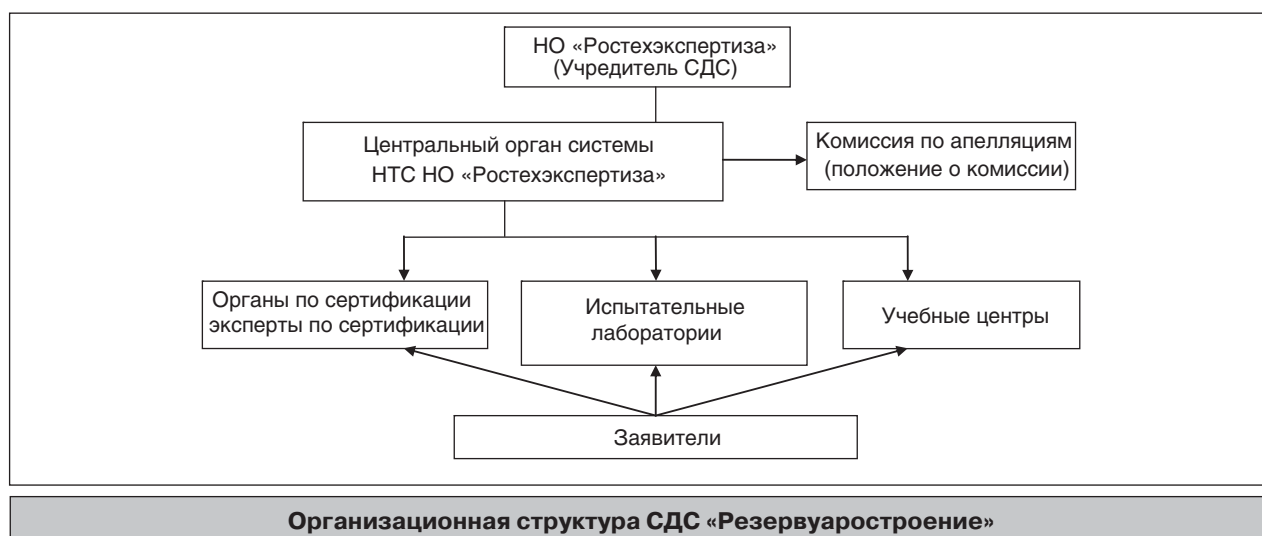 НО «Ростехэкспертиза»
(Учредитель СДС)
Центральный орган системы
НТС НО «Ростехэкспертиза»
Комиссия по апелляциям
(положение о комиссии)
Органы по сертификации
эксперты по сертификации
Испытательные
лаборатории
Учебные центры
Заявители
Организационная структура СДС «Резервуаростроение»